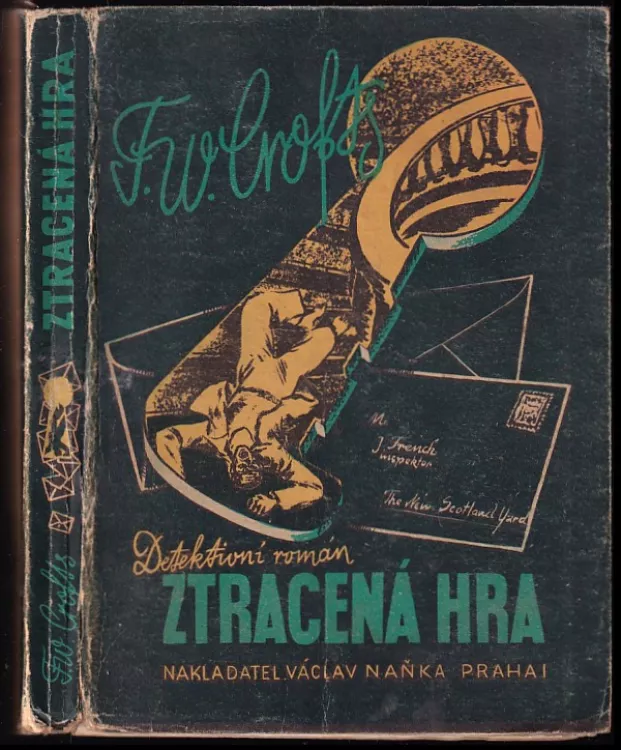 ZTRACENÁ HRA
F.W. Crofts
F.W. Crofts
M.
J. French
inspektor
The New Scotland Yard
Detektivní román
ZTRACENÁ HRA
NAKLADATEL VÁCLAV NAŇKA PRAHA I